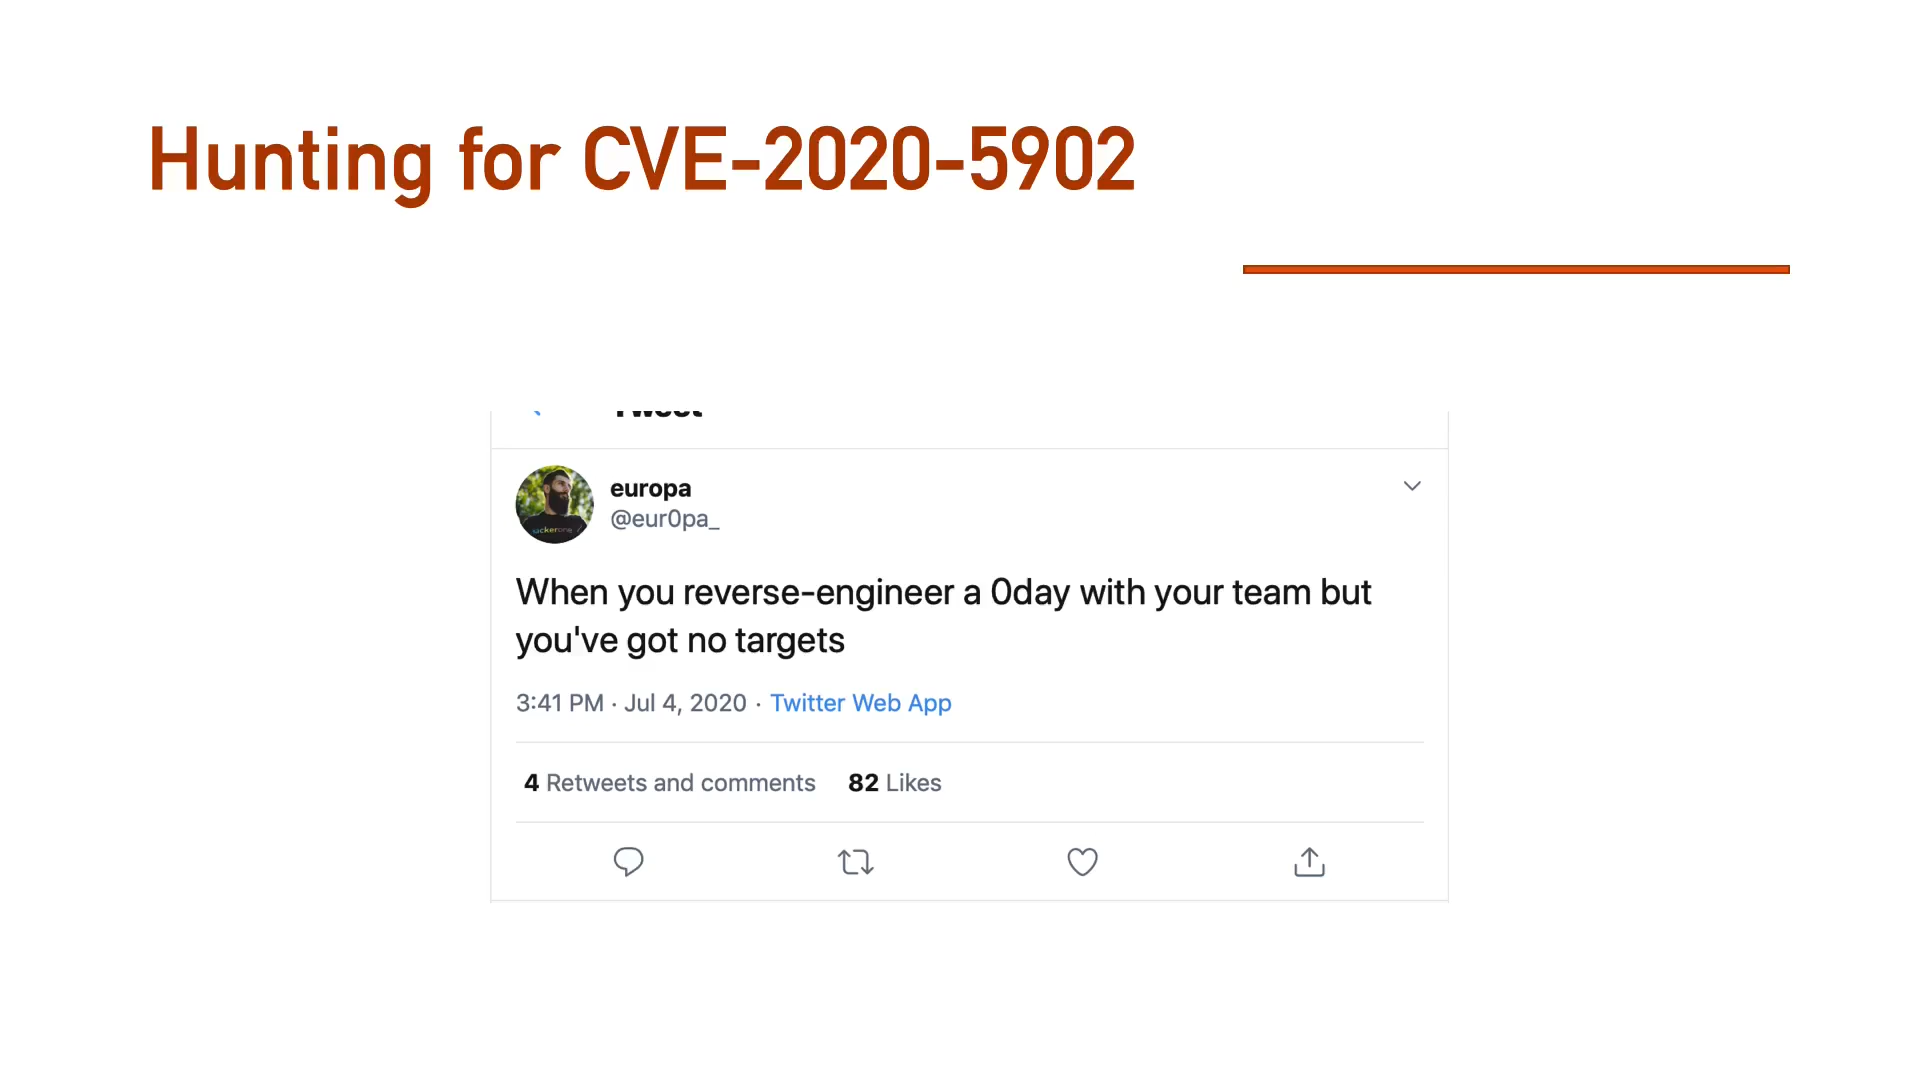 Hunting for CVE-2020-5902
Tweet
europa
@eur0pa_
When you reverse-engineer a 0day with your team but
you've got no targets
3:41 PM · Jul 4, 2020 · Twitter Web App
4 Retweets and comments 82 Likes